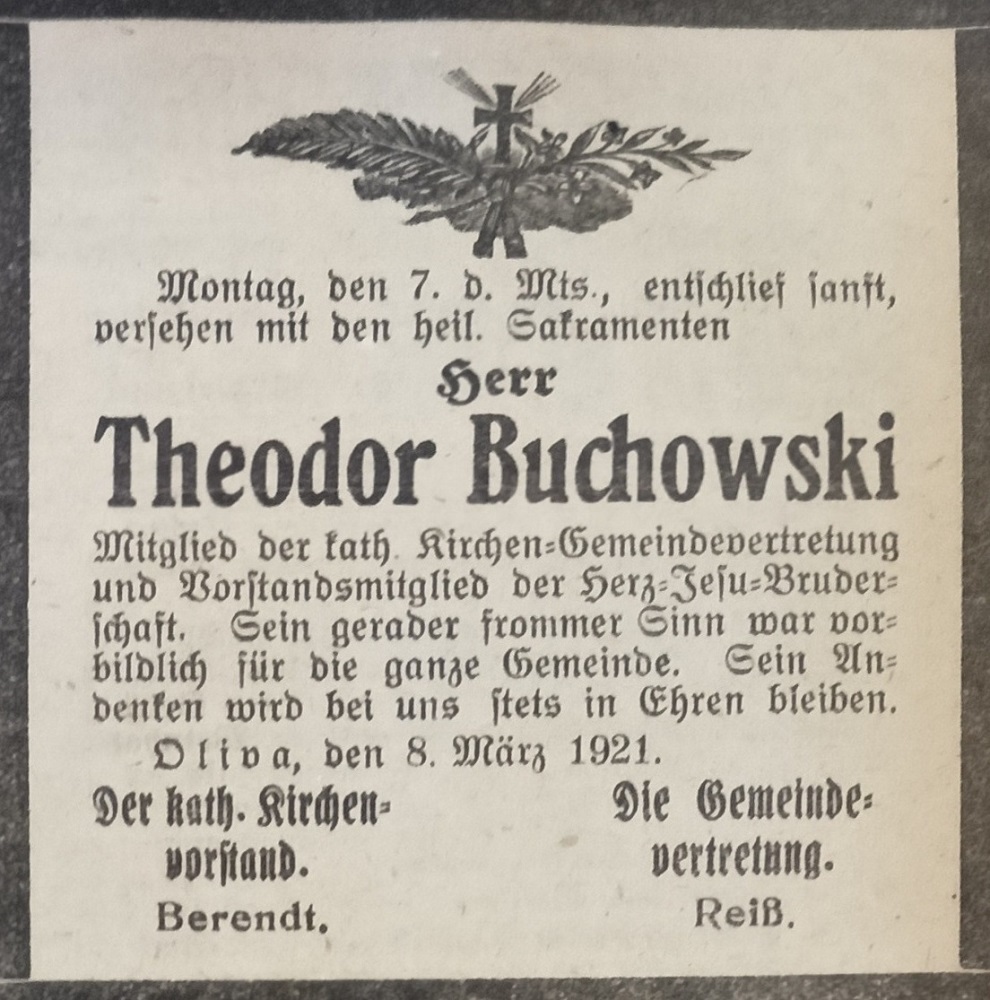 Montag, den 7. d. Mts., entschlief sanft,
versehen mit den heil. Sakramenten
Herr
Theodor Buchowski
Mitglied der kath. Kirchen-Gemeindevertretung
und Vorstandsmitglied der Herz-Jesu-Bruder-
schaft. Sein gerader frommer Sinn war vor-
bildlich für die ganze Gemeinde. Sein An-
denken wird bei uns stets in Ehren bleiben.
Oliva, den 8. März 1921.
Der kath. Kirchen- Die Gemeinde-
vorstand. vertretung.
Berendt. Reiß.